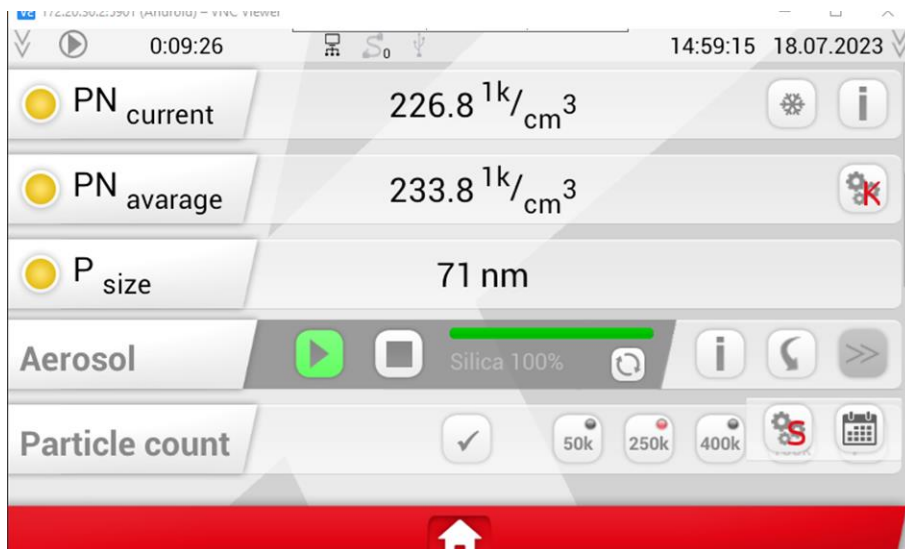 0:09:26 0 14:59:15 18.07.2023
PN current 226.8 1k/cm3 i
PN avarage 233.8 1k/cm3 K
P size 71 nm
Aerosol Silica 100% i >>
Particle count 50k 250k 400k S